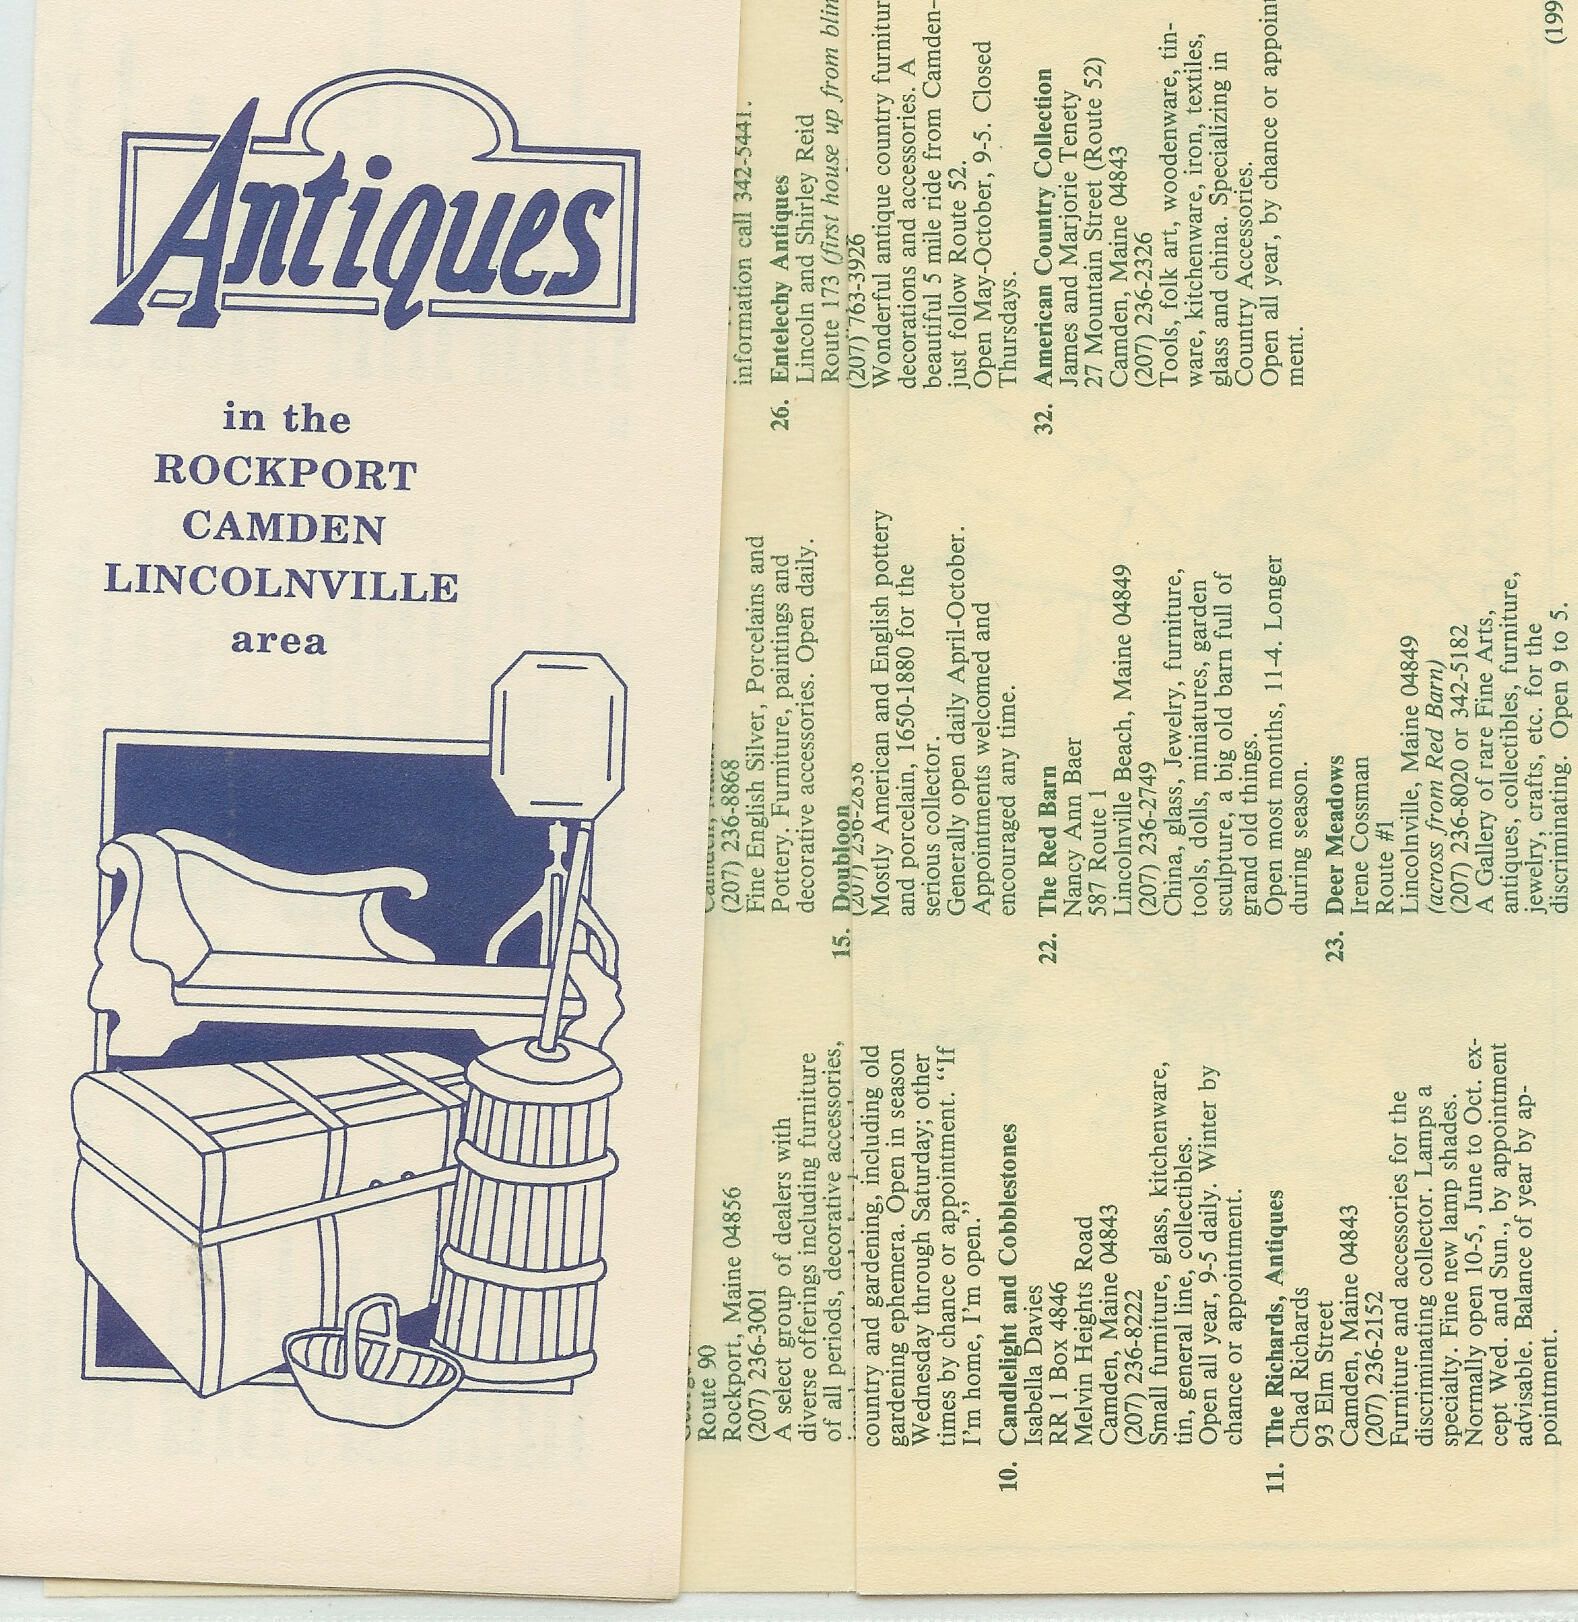 Antiques
in the
ROCKPORT
CAMDEN
LINCOLNVILLE
area
Route 90
Rockport, Maine 04856
(207) 236-3001
A select group of dealers with
diverse offerings including furniture
of all periods, decorative accessories,
country and gardening, including old
gardening ephemera. Open in season
Wednesday through Saturday; other
times by chance or appointment. “If
I’m home, I’m open.”
10. Candlelight and Cobblestones
Isabella Davies
RR 1 Box 4846
Melvin Heights Road
Camden, Maine 04843
(207) 236-8222
Small furniture, glass, kitchenware,
tin, general line, collectibles.
Open all year, 9-5 daily. Winter by
chance or appointment.
11. The Richards, Antiques
Chad Richards
93 Elm Street
Camden, Maine 04843
(207) 236-2152
Furniture and accessories for the
discriminating collector. Lamps a
specialty. Fine new lamp shades.
Normally open 10-5, June to Oct. ex-
cept Wed. and Sun., by appointment
advisable. Balance of year by ap-
pointment.
(207) 236-8868
Fine English Silver, Porcelains and
Pottery. Furniture, paintings and
decorative accessories. Open daily.
15. Doubloon
(207) 236-2838
Mostly American and English pottery
and porcelain, 1650-1880 for the
serious collector.
Generally open daily April-October.
Appointments welcomed and
encouraged any time.
22. The Red Barn
Nancy Ann Baer
587 Route 1
Lincolnville Beach, Maine 04849
(207) 236-2749
China, glass, Jewelry, furniture,
tools, dolls, miniatures, garden
sculpture, a big old barn full of
grand old things.
Open most months, 11-4. Longer
during season.
23. Deer Meadows
Irene Cossman
Route #1
Lincolnville, Maine 04849
(across from Red Barn)
(207) 236-8020 or 342-5182
A Gallery of rare Fine Arts,
antiques, collectibles, furniture,
jewelry, crafts, etc. for the
discriminating. Open 9 to 5.
information call 342-5441.
26. Entelechy Antiques
Lincoln and Shirley Reid
Route 173 (first house up from
(207) 763-3926
Wonderful antique country
decorations and accessories. A
beautiful 5 mile ride from Camden-
just follow Route 52.
Open May-October, 9-5. Closed
Thursdays.
32. American Country Collection
James and Marjorie Tenety
27 Mountain Street (Route 52)
Camden, Maine 04843
(207) 236-2326
Tools, folk art, woodenware, tin-
ware, kitchenware, iron, textiles,
glass and china. Specializing in
Country Accessories.
Open all year, by chance or appoint
ment.
(199